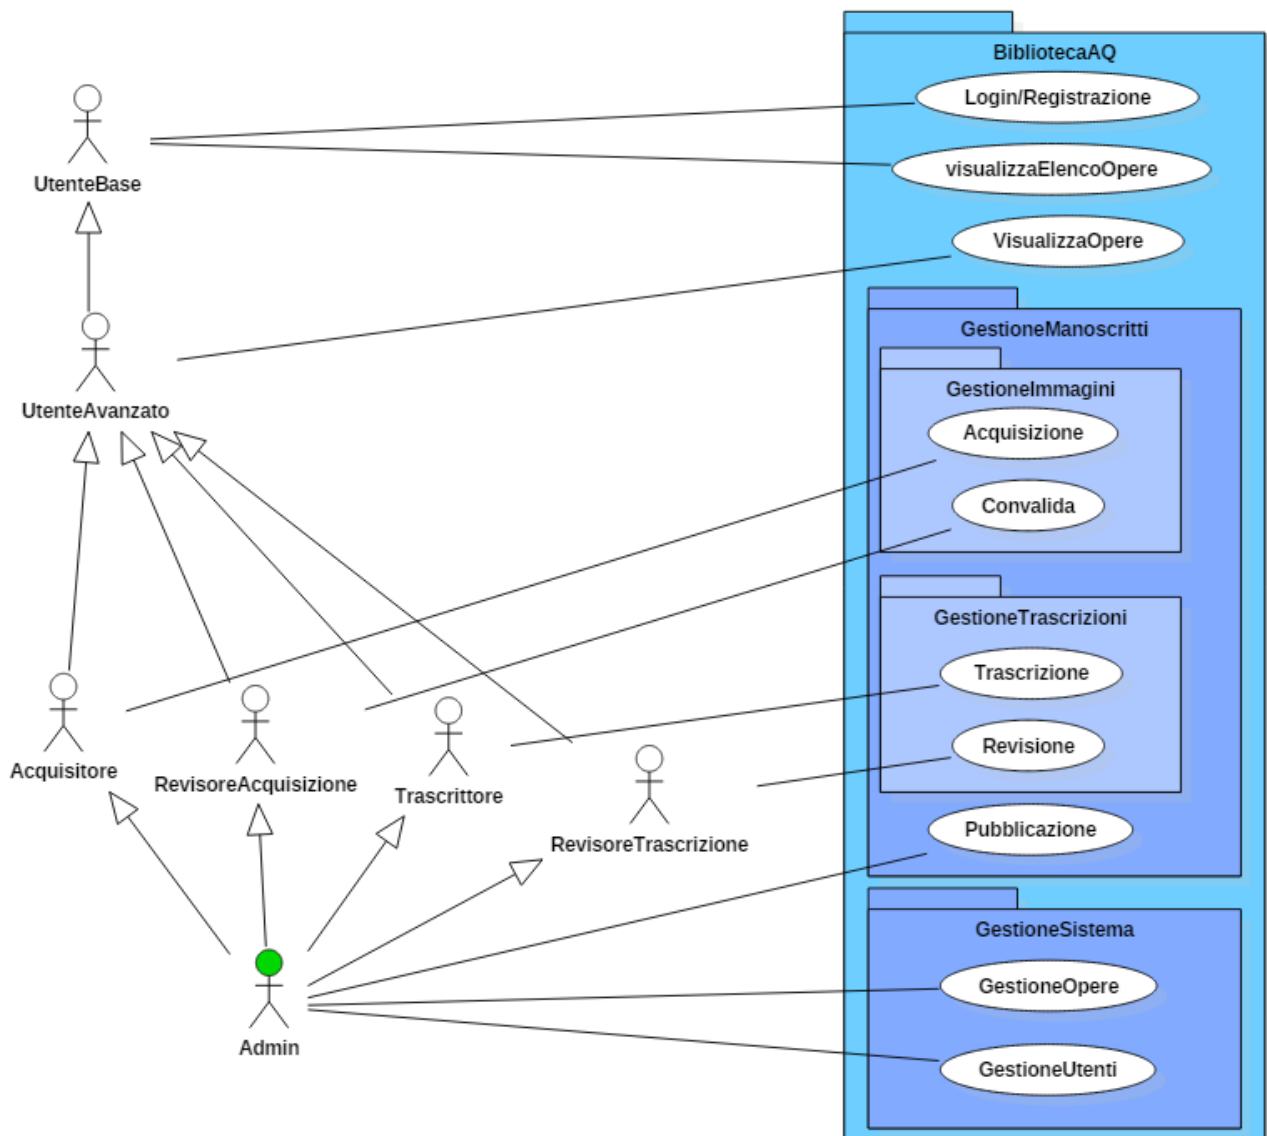 BibliotecaAQ
Login/Registrazione
visualizzaElencoOpere
UtenteBase
VisualizzaOpere
GestioneManoscritti
GestioneImmagini
UtenteAvanzato
Acquisizione
Convalida
GestioneTrascrizioni
Trascrizione
Revisione
Acquisitore
RevisoreAcquisizione
Trascrittore
RevisoreTrascrizione
Pubblicazione
GestioneSistema
GestioneOpere
Admin
GestioneUtenti